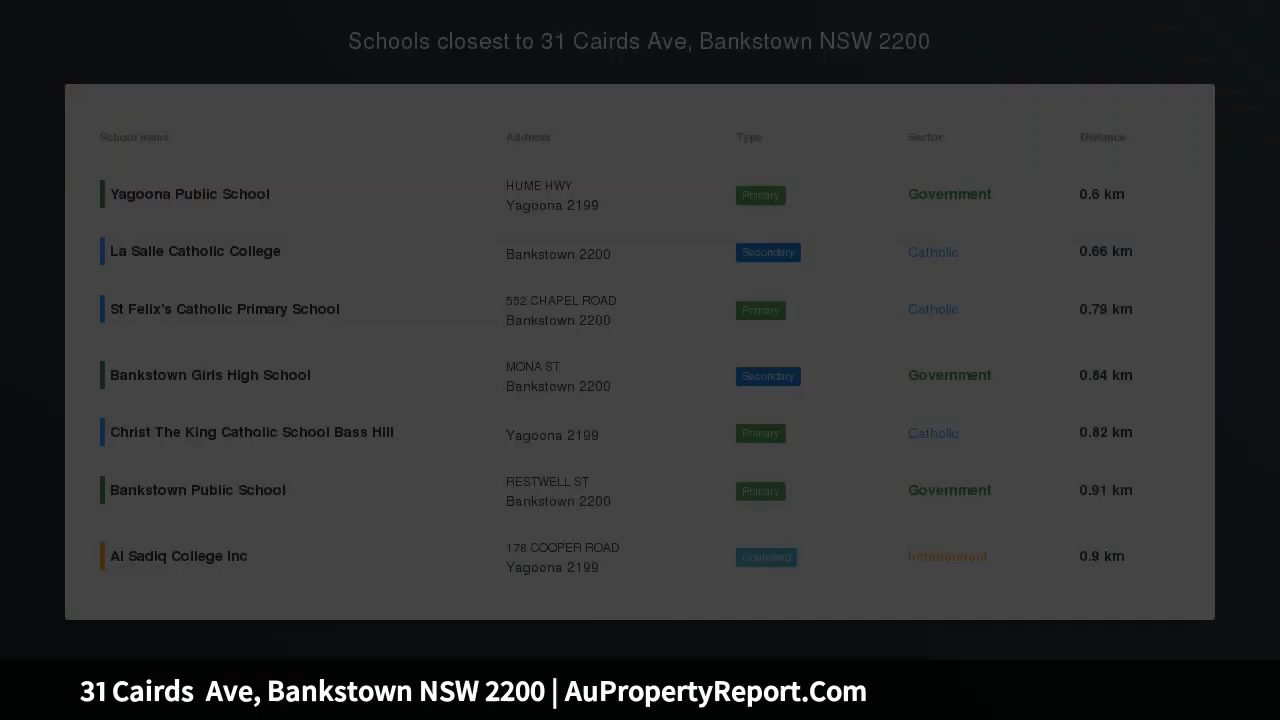 Schools closest to 31 Cairds Ave, Bankstown NSW 2200
School name Address Type Sector Distance
Yagoona Public School HUME HWY Yagoona 2199 Primary Government 0.6 km
La Salle Catholic College Bankstown 2200 Secondary Catholic 0.66 km
St Felix's Catholic Primary School 552 CHAPEL ROAD Bankstown 2200 Primary Catholic 0.79 km
Bankstown Girls High School MONA ST Bankstown 2200 Secondary Government 0.84 km
Christ The King Catholic School Bass Hill Yagoona 2199 Primary Catholic 0.82 km
Bankstown Public School RESTWELL ST Bankstown 2200 Primary Government 0.91 km
Al Sadiq College Inc 178 COOPER ROAD Yagoona 2199 Combined Independent 0.9 km
31 Cairds Ave, Bankstown NSW 2200 | AuPropertyReport.Com